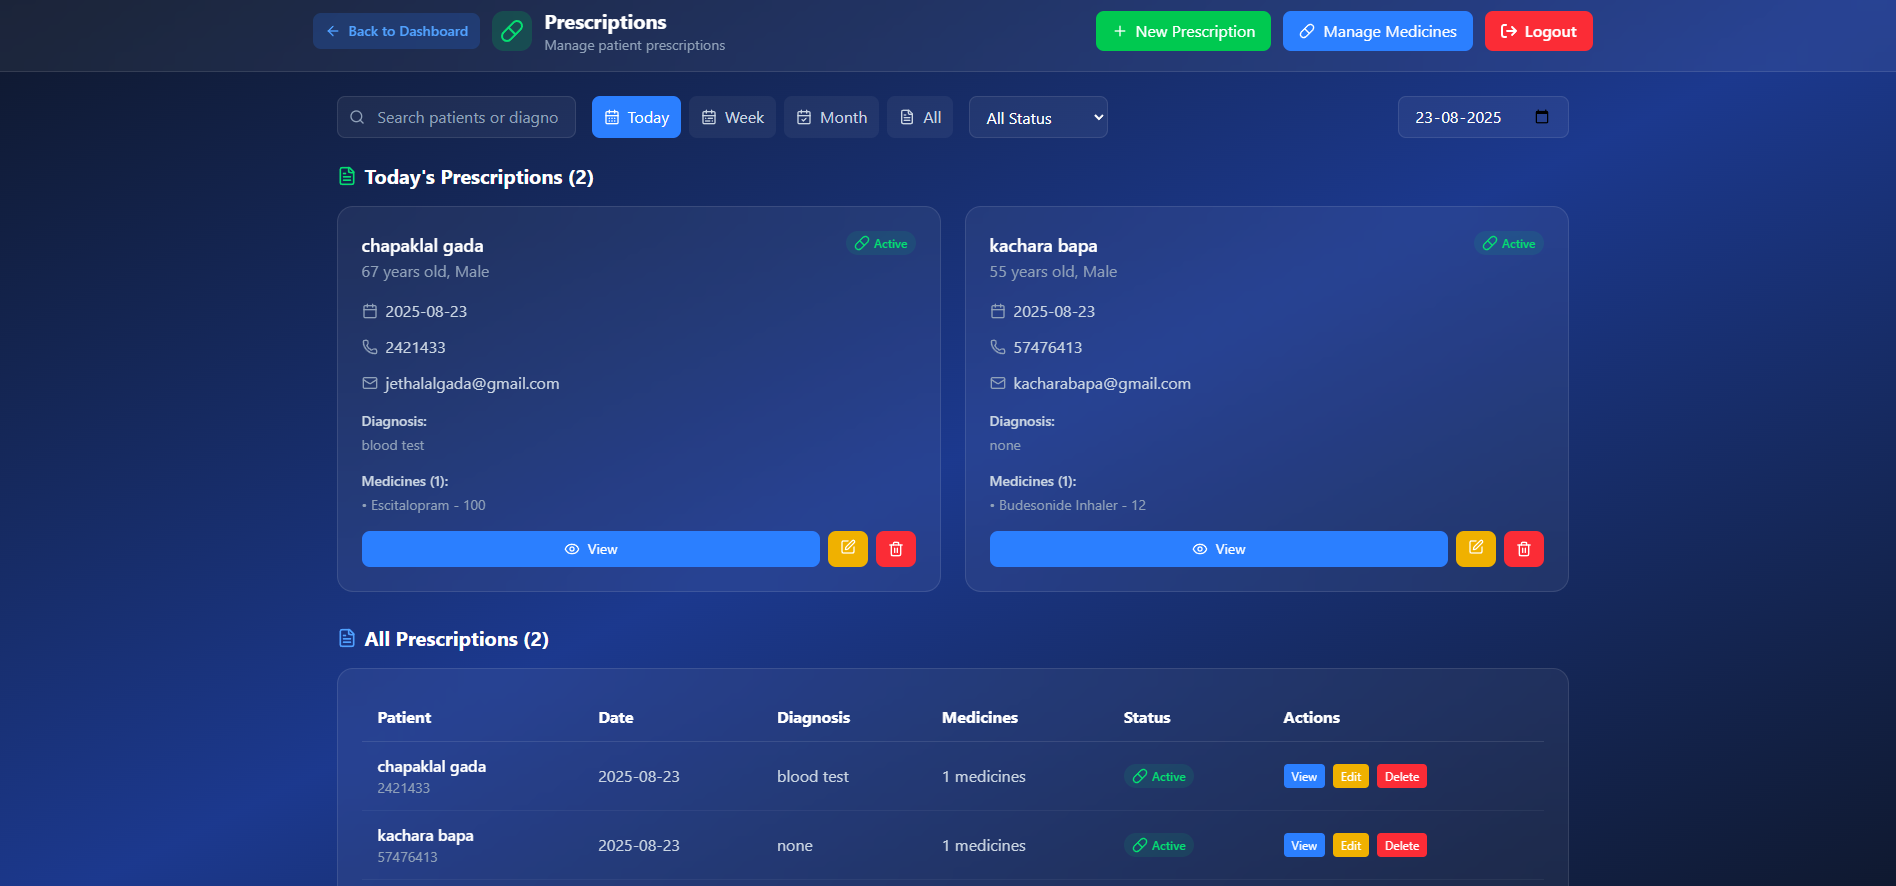 Back to Dashboard
Prescriptions
Manage patient prescriptions
New Prescription
Manage Medicines
Logout
Search patients or diagno
Today
Week
Month
All
All Status
23-08-2025
Today's Prescriptions (2)
chapaklal gada
Active
67 years old, Male
2025-08-23
2421433
jethalalgada@gmail.com
Diagnosis:
blood test
Medicines (1):
• Escitalopram - 100
View
kachara bapa
Active
55 years old, Male
2025-08-23
57476413
kacharabapa@gmail.com
Diagnosis:
none
Medicines (1):
• Budesonide Inhaler - 12
View
All Prescriptions (2)
Patient Date Diagnosis Medicines Status Actions
chapaklal gada
2421433
2025-08-23 blood test 1 medicines Active View Edit Delete
kachara bapa
57476413
2025-08-23 none 1 medicines Active View Edit Delete